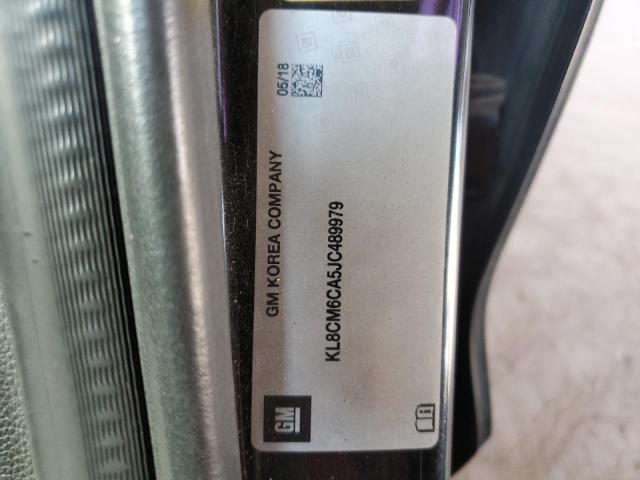 GM
GM KOREA COMPANY
05/18
KL8CM6CA5JC489979